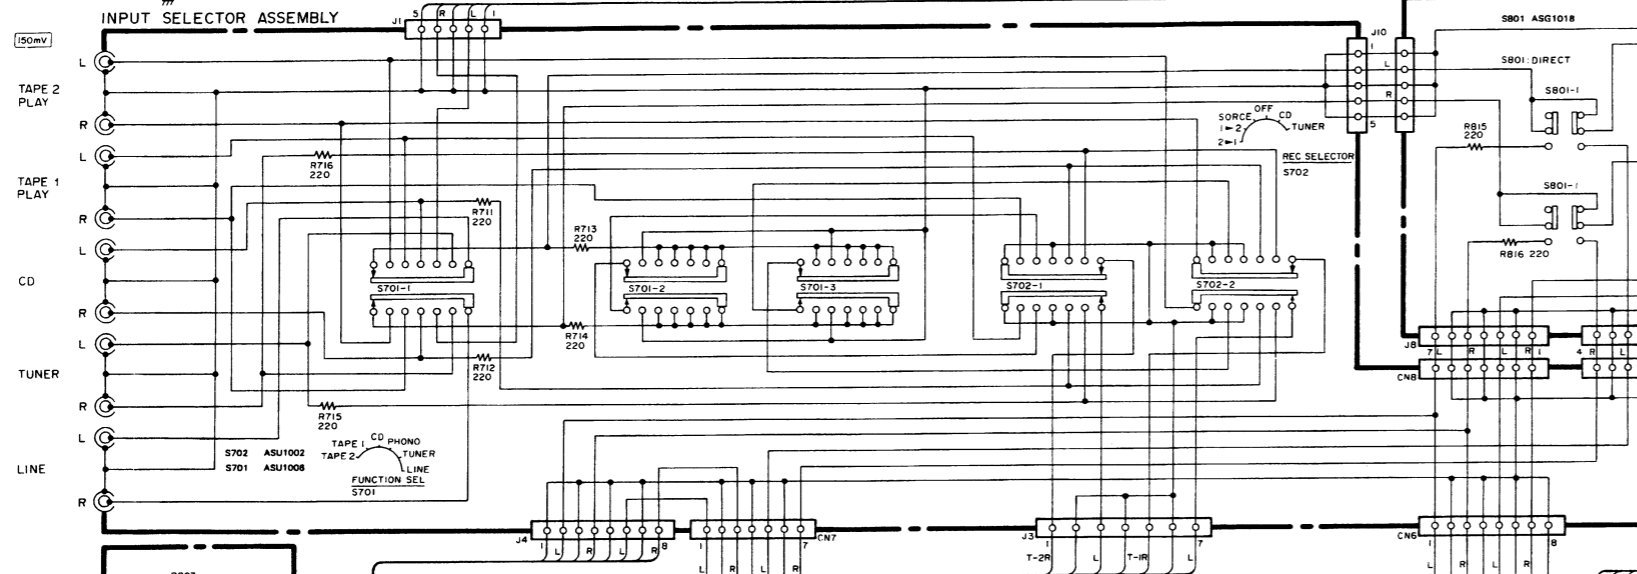 INPUT SELECTOR ASSEMBLY
150mV
J1
5 R L 1
L
TAPE 2
PLAY
R
L
TAPE 1
PLAY
R
L
CD
R
L
TUNER
R
L
LINE
R
R716
220
R711
220
R713
220
R714
220
R712
220
R715
220
S701-1
S701-2
S701-3
S702-1
S702-2
OFF
SORCE CD
1►2 TUNER
2►1
REC SELECTOR
S702
J10
1
L
R
5
S801 ASG1018
S801:DIRECT
S801-1
R815
220
S801-1
R816 220
J8
7 L R L R 1
4 R L
CN8
S702 ASU1002
S701 ASU1006
TAPE 1 CD PHONO
TAPE 2 TUNER
LINE
FUNCTION SEL
S701
J4
1 L R L R 8
CN7
1 7
L R L R
J3
1 7
T-2R L T-1R L
CN6
1 8
L R L R